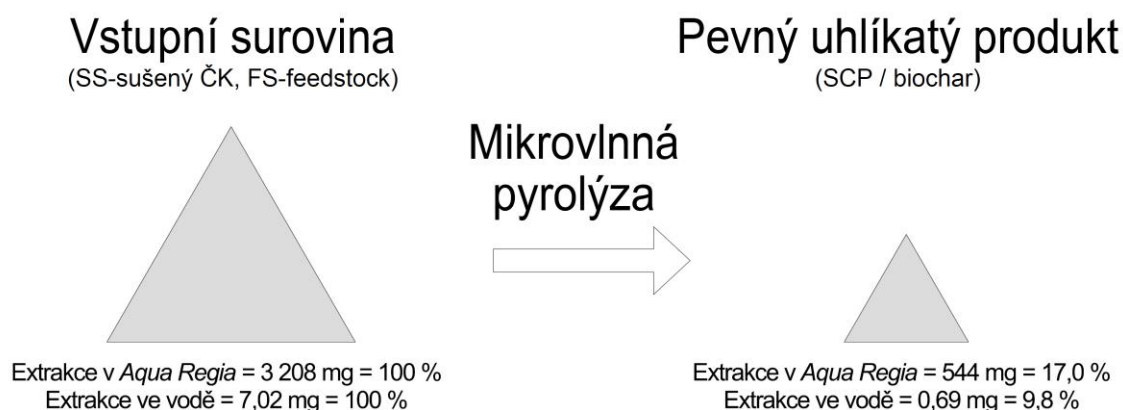 Vstupní surovina
(SS-sušený ČK, FS-feedstock)
Extrakce v Aqua Regia = 3 208 mg = 100 %
Extrakce ve vodě = 7,02 mg = 100 %
Mikrovlnná
pyrolýza
Pevný uhlíkatý produkt
(SCP / biochar)
Extrakce v Aqua Regia = 544 mg = 17,0 %
Extrakce ve vodě = 0,69 mg = 9,8 %